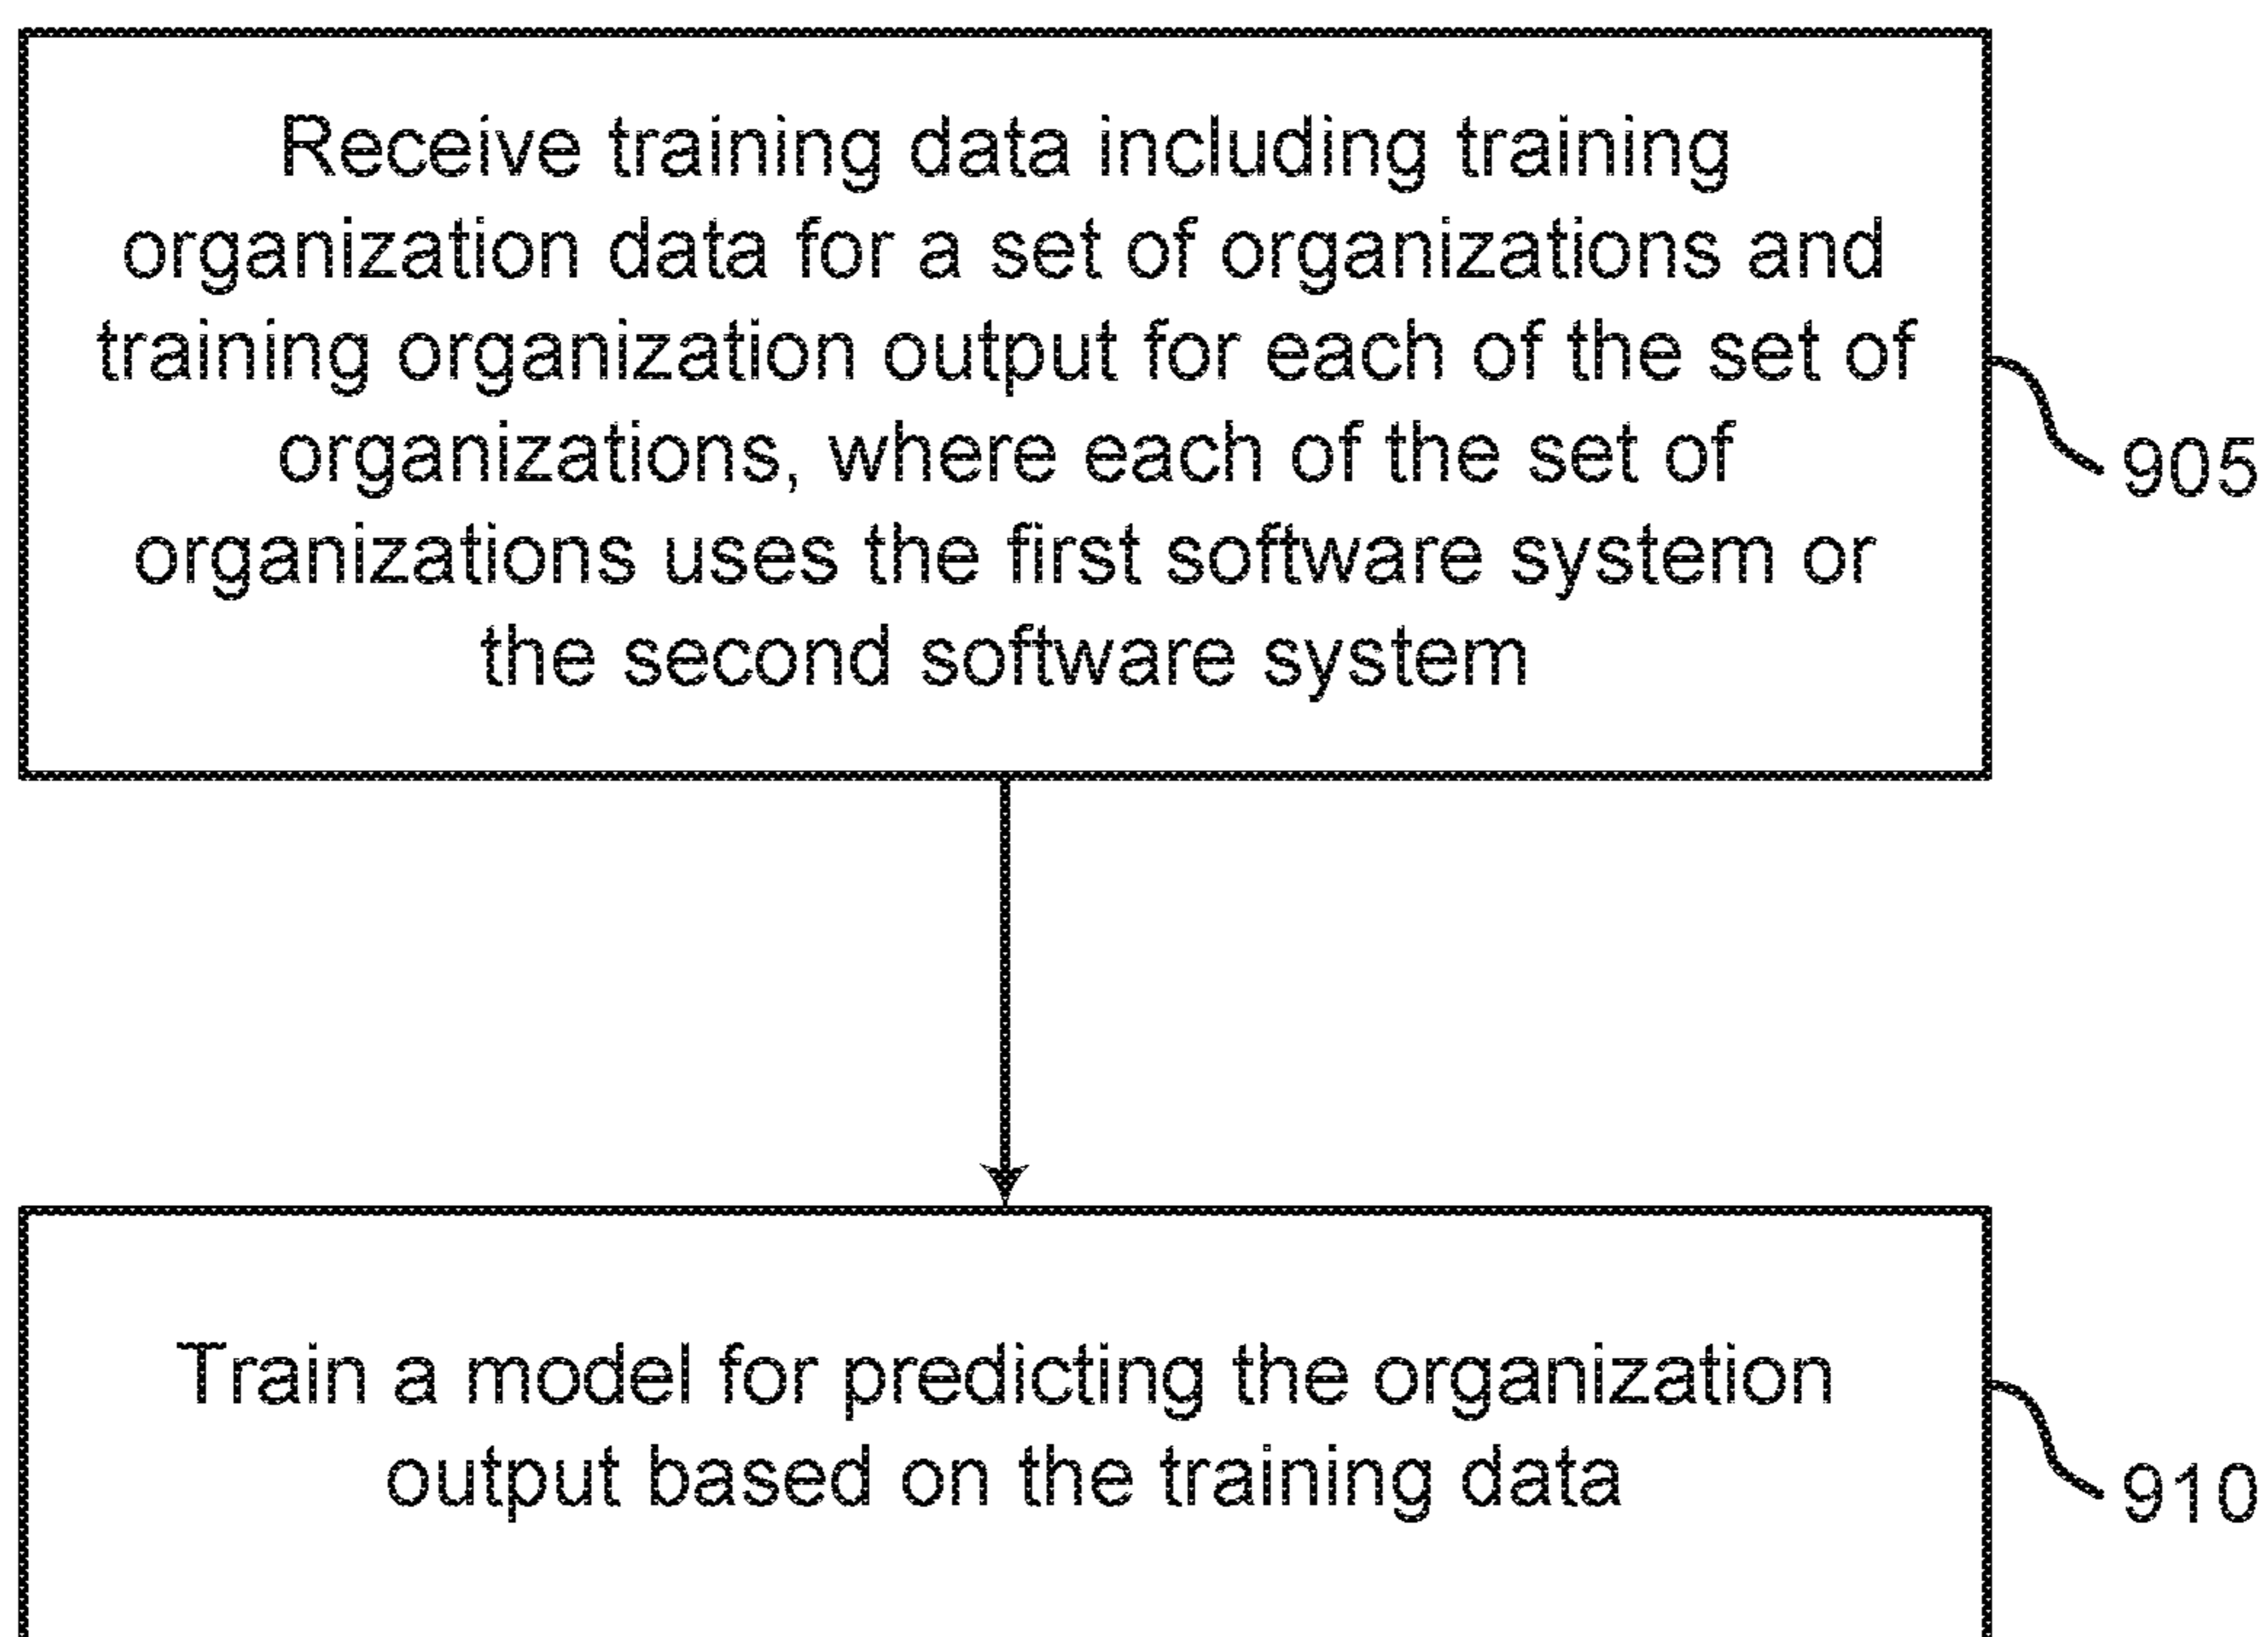 Receive training data including training
organization data for a set of organizations and
training organization output for each of the set of
organizations, where each of the set of
organizations uses the first software system or
the second software system
905
Train a model for predicting the organization
output based on the training data
910